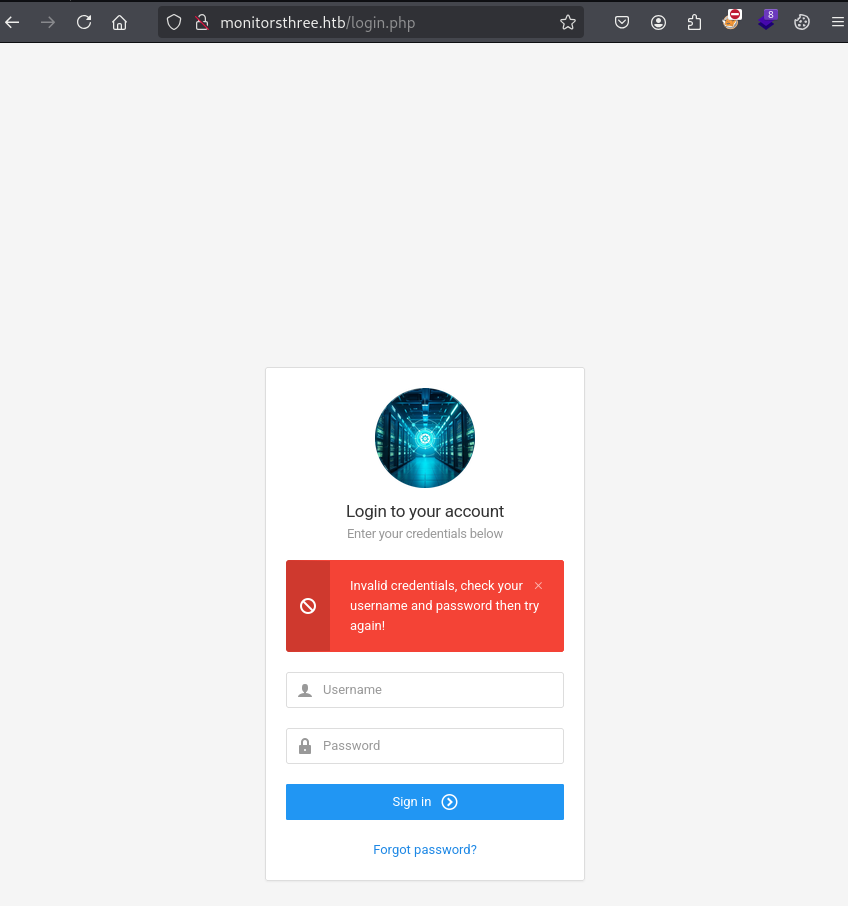 monitorsthree.htb/login.php
8
Login to your account
Enter your credentials below
Invalid credentials, check your ×
username and password then try
again!
Username
Password
Sign in
Forgot password?